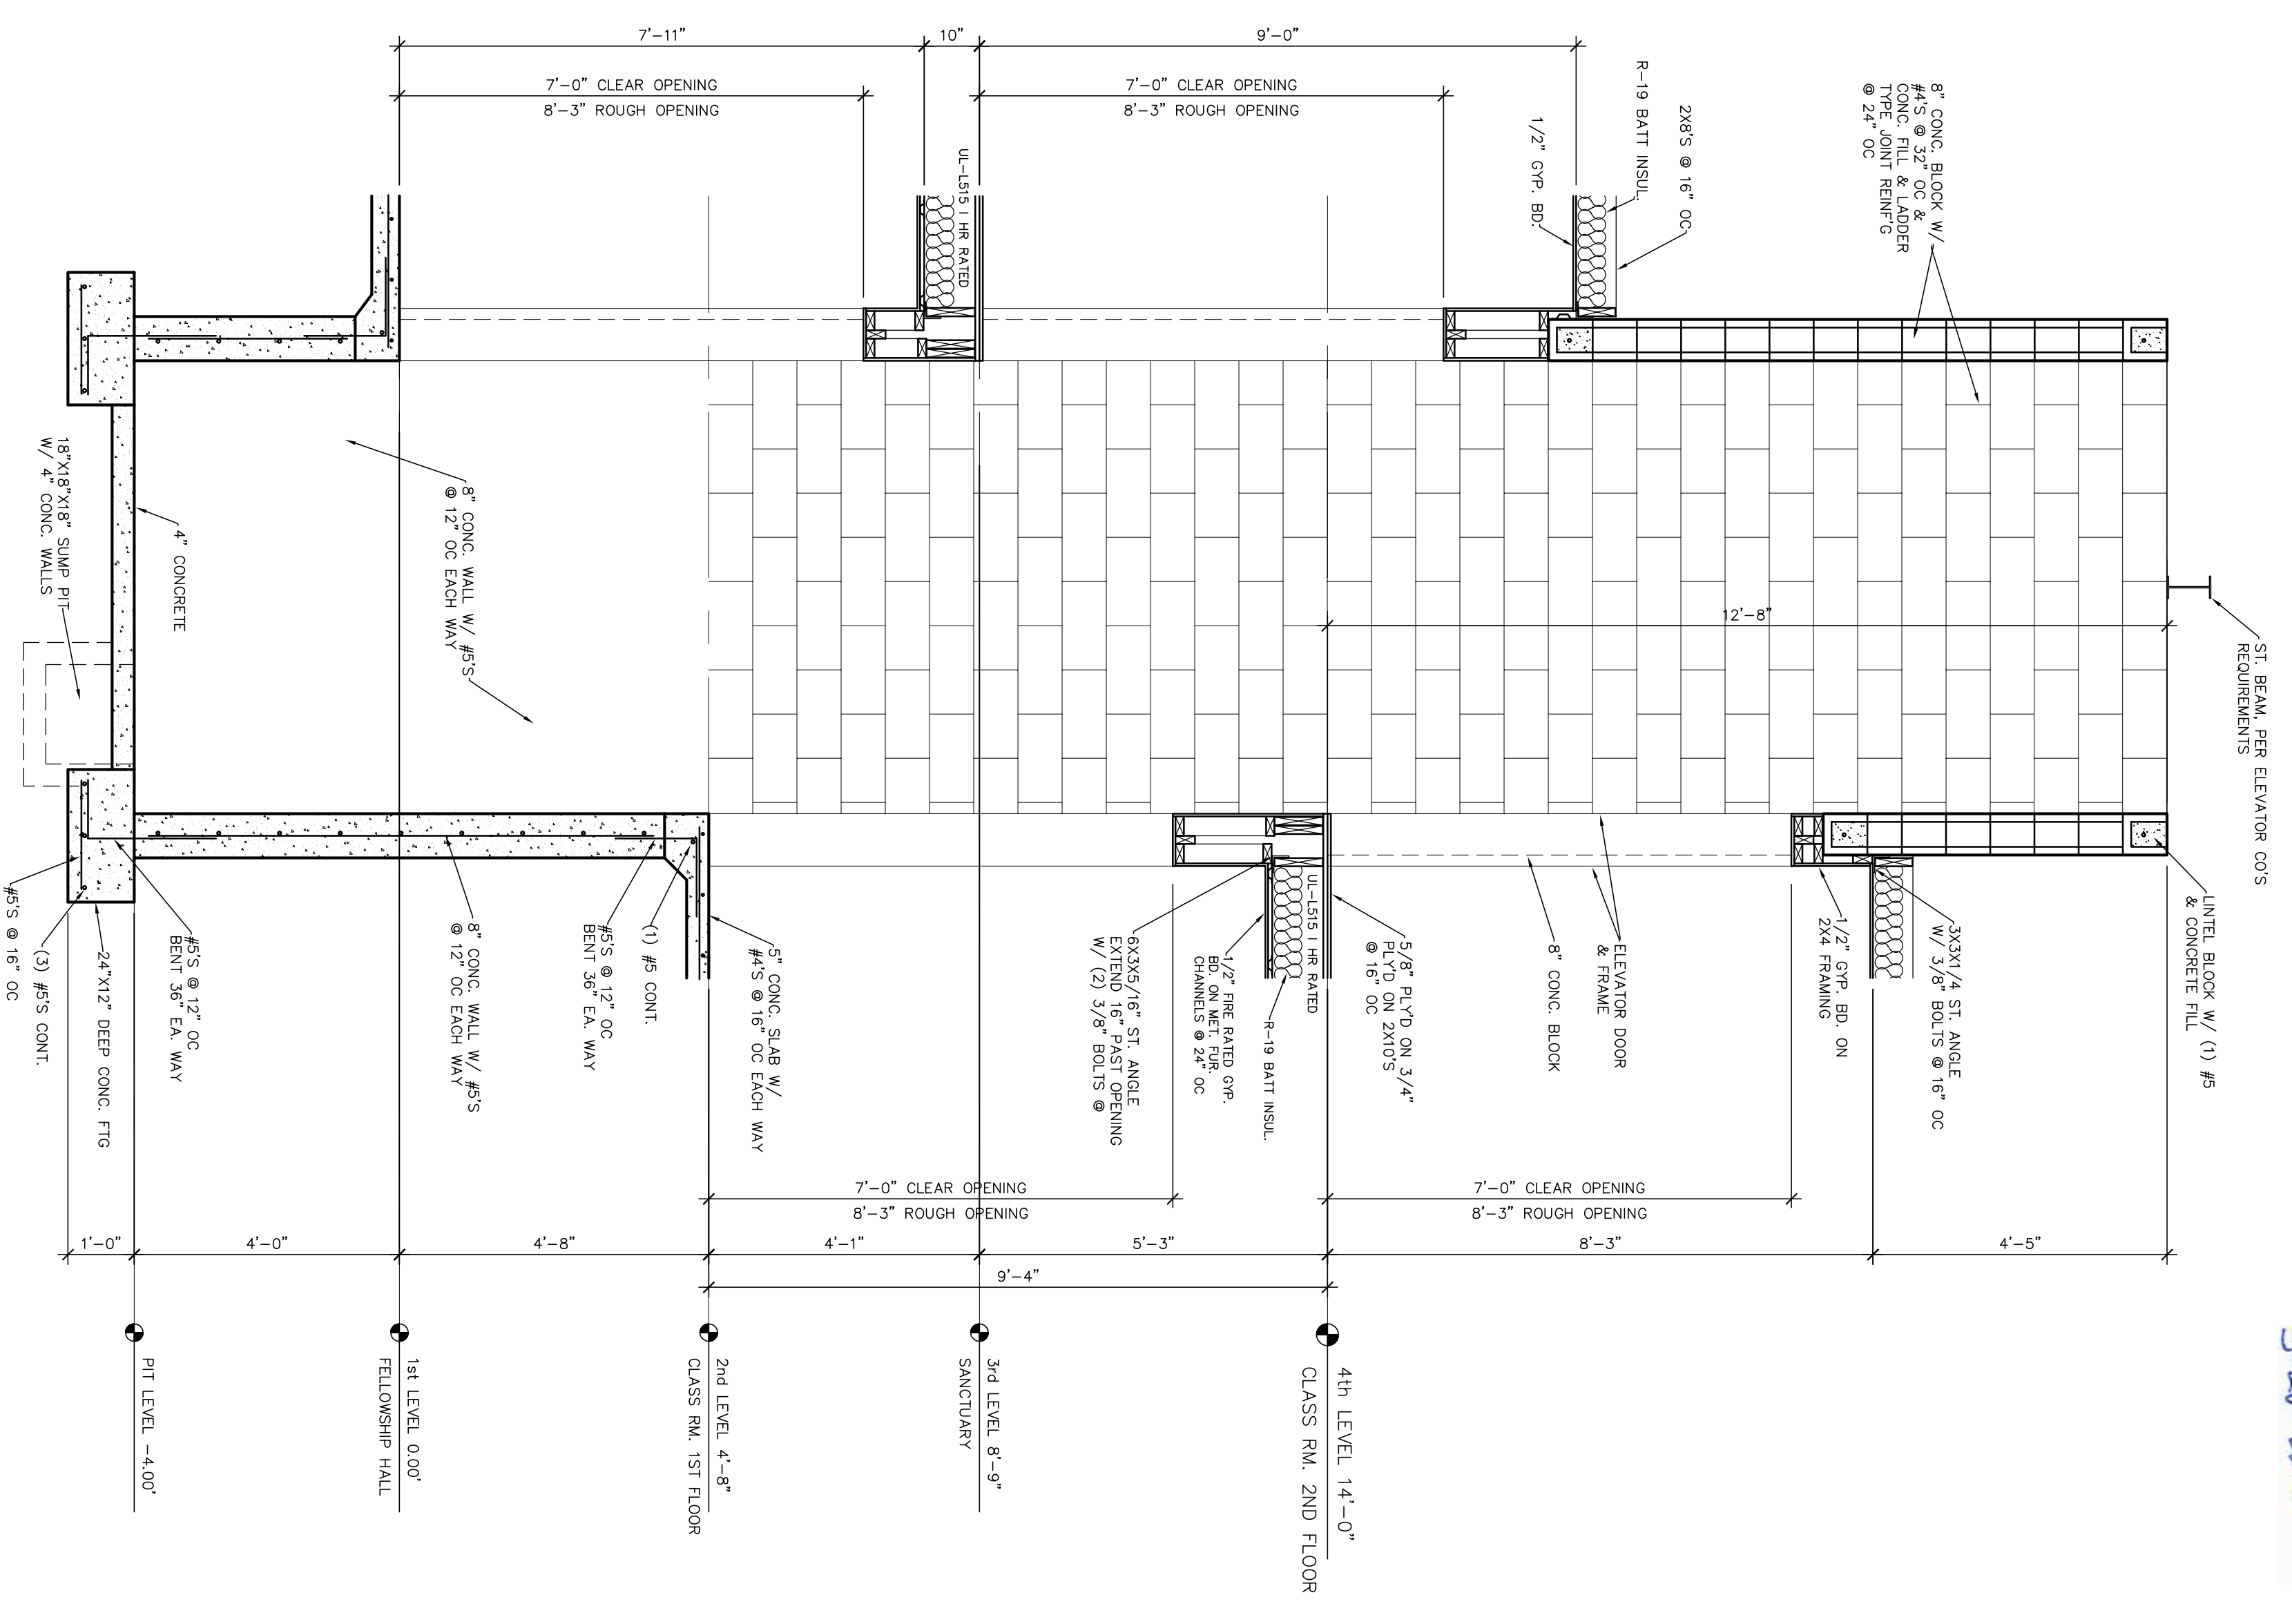 7'-11"
10"
9'-0"
7'-0" CLEAR OPENING
8'-3" ROUGH OPENING
7'-0" CLEAR OPENING
8'-3" ROUGH OPENING
UL-L515 1 HR RATED
1/2" GYP. BD.
R-19 BATT INSUL.
2X8'S @ 16" OC
8" CONC. BLOCK W/
#4'S @ 32" OC &
CONC. FILL & LADDER
TYPE JOINT REINF'G
@ 24" OC
18"X18"X18" SUMP PIT
W/ 4" CONC. WALLS
4" CONCRETE
8" CONC. WALL W/ #5'S
@ 12" OC EACH WAY
12'-8"
ST. BEAM, PER ELEVATOR CO'S
REQUIREMENTS
#5'S @ 16" OC
(3) #5'S CONT.
24"X12" DEEP CONC. FTG
#5'S @ 12" OC
BENT 36" EA. WAY
8" CONC. WALL W/ #5'S
@ 12" OC EACH WAY
#5'S @ 12" OC
BENT 36" EA. WAY
(1) #5 CONT.
5" CONC. SLAB W/
#4'S @ 16" OC EACH WAY
6X3X5/16" ST. ANGLE
EXTEND 16" PAST OPENING
W/ (2) 3/8" BOLTS @
1/2" FIRE RATED GYP.
BD. ON MET. FUR.
CHANNELS @ 24" OC
R-19 BATT INSUL.
UL-L515 1 HR RATED
5/8" PLY'D ON 3/4"
PLY'D ON 2X10'S
@ 16" OC
8" CONC. BLOCK
ELEVATOR DOOR
& FRAME
1/2" GYP. BD. ON
2X4 FRAMING
3X3X1/4 ST. ANGLE
W/ 3/8" BOLTS @ 16" OC
LINTEL BLOCK W/ (1) #5
& CONCRETE FILL
7'-0" CLEAR OPENING
8'-3" ROUGH OPENING
7'-0" CLEAR OPENING
8'-3" ROUGH OPENING
1'-0"
4'-0"
4'-8"
4'-1"
5'-3"
8'-3"
4'-5"
9'-4"
PIT LEVEL -4.00'
1st LEVEL 0.00'
FELLOWSHIP HALL
2nd LEVEL 4'-8"
CLASS RM. 1ST FLOOR
3rd LEVEL 8'-9"
SANCTUARY
4th LEVEL 14'-0"
CLASS RM. 2ND FLOOR